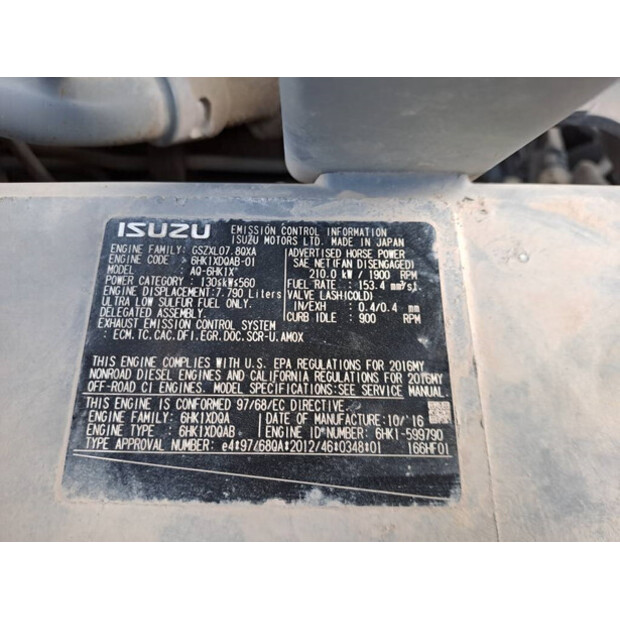 ISUZU EMISSION CONTROL INFORMATION
ISUZU MOTORS LTD. MADE IN JAPAN
ENGINE FAMILY: GSZXL07.8QXA
ENGINE CODE : 6HK1XDQAB-01
MODEL : AQ-6HK1X
POWER CATEGORY: 130≤kW≤560
ENGINE DISPLACEMENT:7.790 Liters
ULTRA LOW SULFUR FUEL ONLY.
DELEGATED ASSEMBLY.
EXHAUST EMISSION CONTROL SYSTEM
: ECM.TC.CAC.DFI.EGR.DOC.SCR-U.AMOX
ADVERTISED HORSE POWER
SAE NET(FAN DISENGAGED)
210.0 kW / 1900 RPM
FUEL RATE : 153.4 mm³/st.
VALVE LASH(COLD)
IN/EXH : 0.4/0.4 mm
CURB IDLE : 900 RPM
THIS ENGINE COMPLIES WITH U.S. EPA REGULATIONS FOR 2016MY
NONROAD DIESEL ENGINES AND CALIFORNIA REGULATIONS FOR 2016MY
OFF-ROAD CI ENGINES. MODEL SPECIFICATIONS:SEE SERVICE MANUAL.
THIS ENGINE IS CONFORMED 97/68/EC DIRECTIVE.
ENGINE FAMILY : 6HK1XDQA DATE OF MANUFACTURE:10/'16
ENGINE TYPE : 6HK1XDQAB ENGINE ID NUMBER: 6HK1-599790
TYPE APPROVAL NUMBER: e4*97/68QA*2012/46*0348*01 166HF01